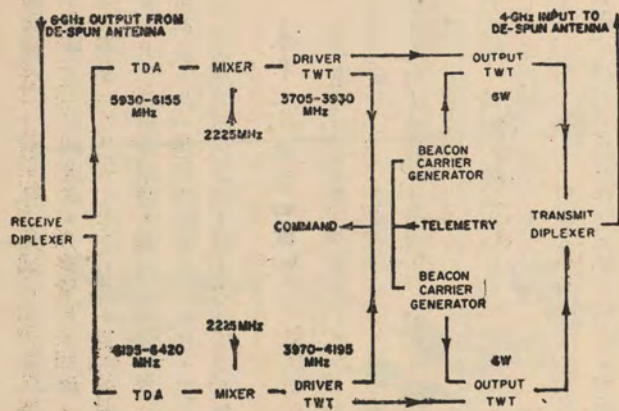 6-GHz OUTPUT FROM
DE-SPUN ANTENNA
4-GHz INPUT TO
DE-SPUN ANTENNA
TDA
MIXER
DRIVER
TWT
OUTPUT
TWT
5930-6155
MHz
2225MHz
3705-3930
MHz
6W
BEACON
CARRIER
GENERATOR
RECEIVE
DIPLEXER
COMMAND
TELEMETRY
TRANSMIT
DIPLEXER
BEACON
CARRIER
GENERATOR
6195-6420
MHz
2225MHz
3970-4195
MHz
6W
TDA
MIXER
DRIVER
TWT
OUTPUT
TWT